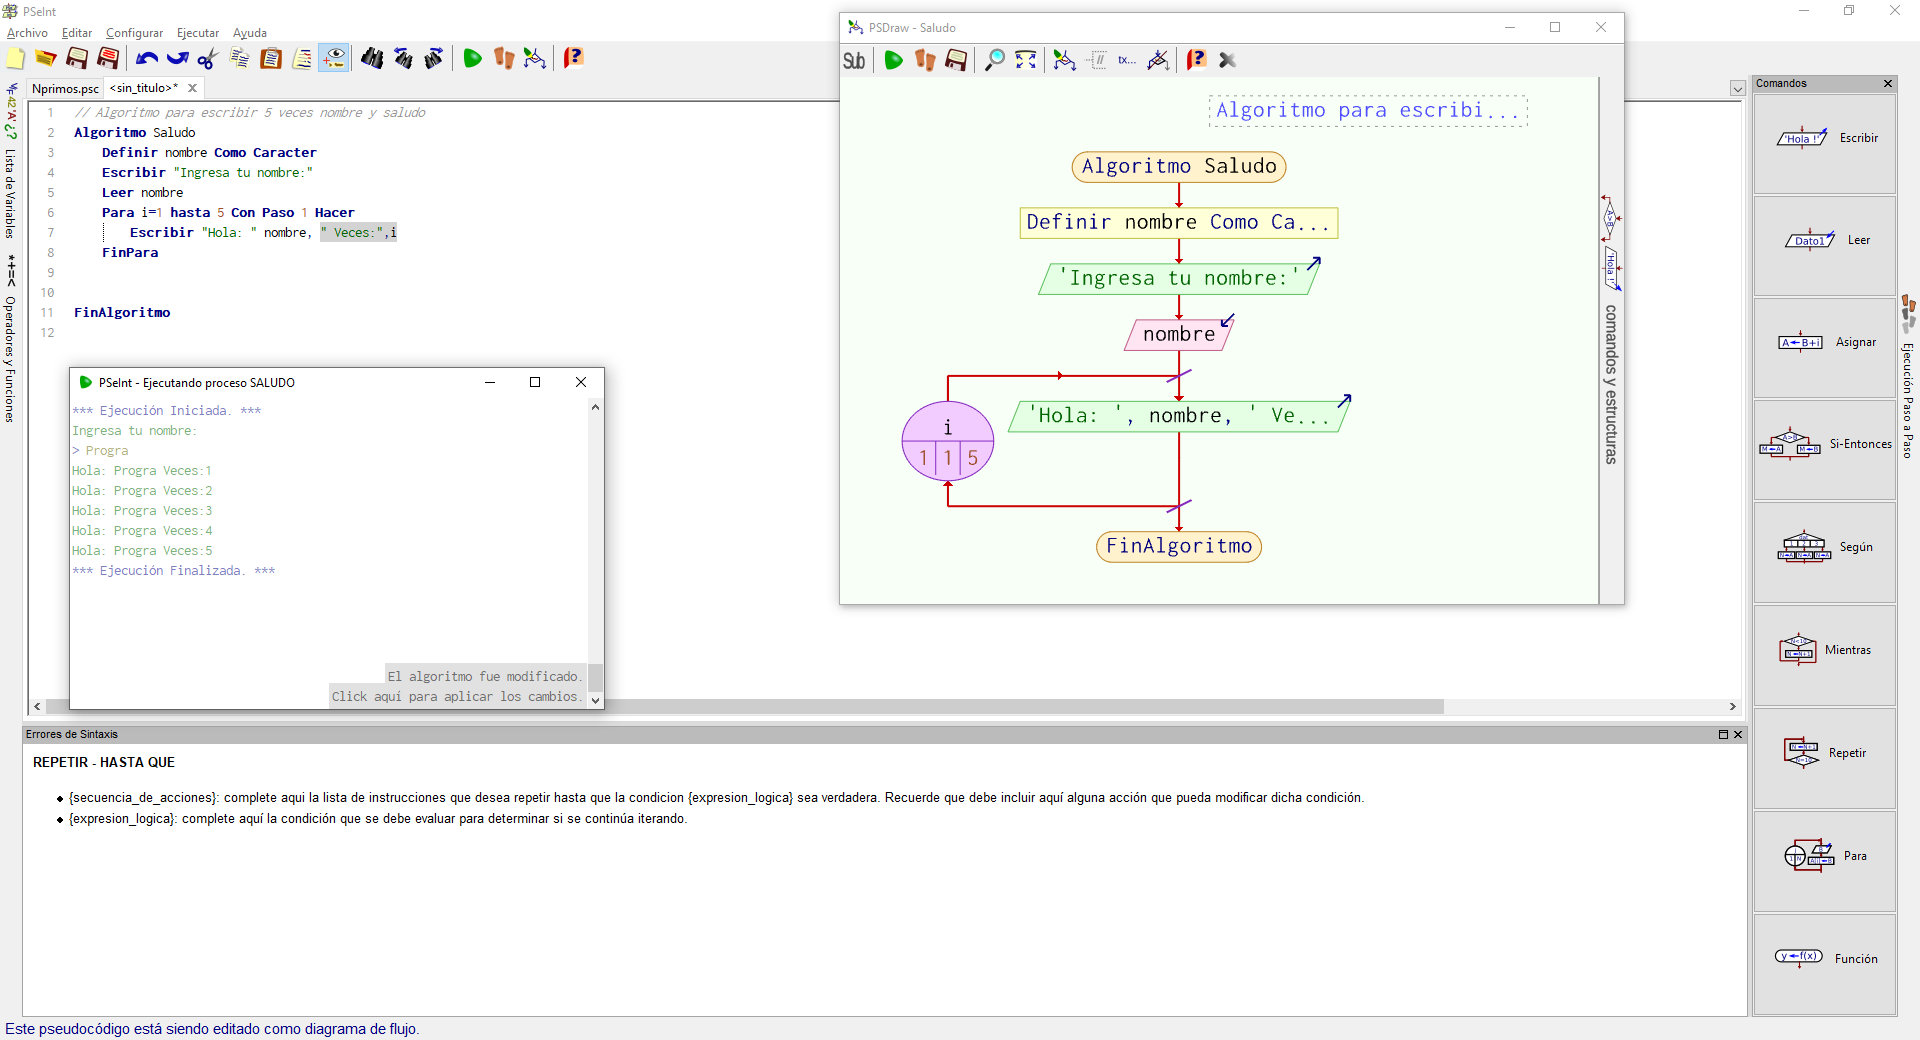 PSeInt
Archivo Editar Configurar Ejecutar Ayuda
Nprimos.psc <sin_titulo>*
1 // Algoritmo para escribir 5 veces nombre y saludo
2 Algoritmo Saludo
3 Definir nombre Como Caracter
4 Escribir "Ingresa tu nombre:"
5 Leer nombre
6 Para i=1 hasta 5 Con Paso 1 Hacer
7 Escribir "Hola: " nombre, " Veces:",i
8 FinPara
9
10
11 FinAlgoritmo
12
Lista de Variables
*+=<
Operadores y Funciones
PSeInt - Ejecutando proceso SALUDO
*** Ejecución Iniciada. ***
Ingresa tu nombre:
> Progra
Hola: Progra Veces:1
Hola: Progra Veces:2
Hola: Progra Veces:3
Hola: Progra Veces:4
Hola: Progra Veces:5
*** Ejecución Finalizada. ***
El algoritmo fue modificado.
Click aquí para aplicar los cambios.
PSDraw - Saludo
Sub
tx...
Algoritmo para escribi...
Algoritmo Saludo
Definir nombre Como Ca...
'Ingresa tu nombre:'
nombre
i
1 1 5
'Hola: ', nombre, ' Ve...
FinAlgoritmo
A>B
'Hola !'
comandos y estructuras
Comandos
'Hola !' Escribir
Dato1 Leer
A←B+i Asignar
Si-Entonces
Según
Mientras
Repetir
Para
y←f(x) Función
Ejecución Paso a Paso
Errores de Sintaxis
REPETIR - HASTA QUE
{secuencia_de_acciones}: complete aqui la lista de instrucciones que desea repetir hasta que la condicion {expresion_logica} sea verdadera. Recuerde que debe incluir aquí alguna acción que pueda modificar dicha condición.
{expresion_logica}: complete aquí la condición que se debe evaluar para determinar si se continúa iterando.
Este pseudocódigo está siendo editado como diagrama de flujo.